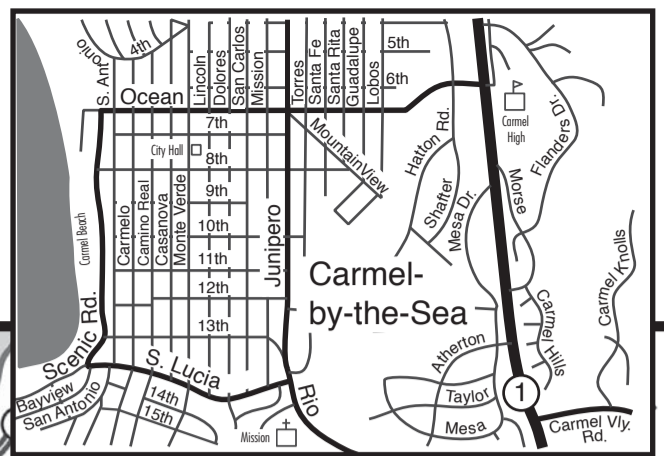 S. Antonio
4th
Lincoln
Dolores
San Carlos
Mission
Torres
Santa Fe
Santa Rita
Guadalupe
Lobos
5th
6th
Ocean
7th
City Hall
8th
MountainView
Hatton Rd.
Shafter
Mesa Dr.
Carmel
High
Flanders Dr.
Morse
Carmel Beach
Carmelo
Camino Real
Casanova
Monte Verde
9th
10th
11th
12th
13th
Junipero
Carmel-
by-the-Sea
Carmel Knolls
Carmel Hills
Scenic Rd.
S. Lucia
Bayview
San Antonio
14th
15th
Mission
Rio
Atherton
Taylor
Mesa
1
Carmel Vly.
Rd.